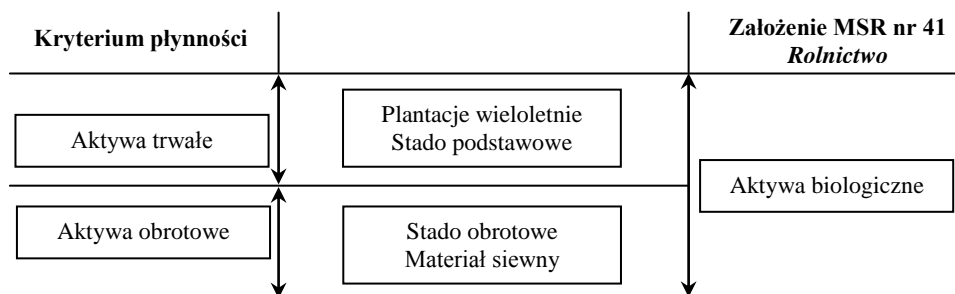 Kryterium płynności
Założenie MSR nr 41
Rolnictwo
Plantacje wieloletnie
Stado podstawowe
Aktywa trwałe
Aktywa biologiczne
Aktywa obrotowe
Stado obrotowe
Materiał siewny